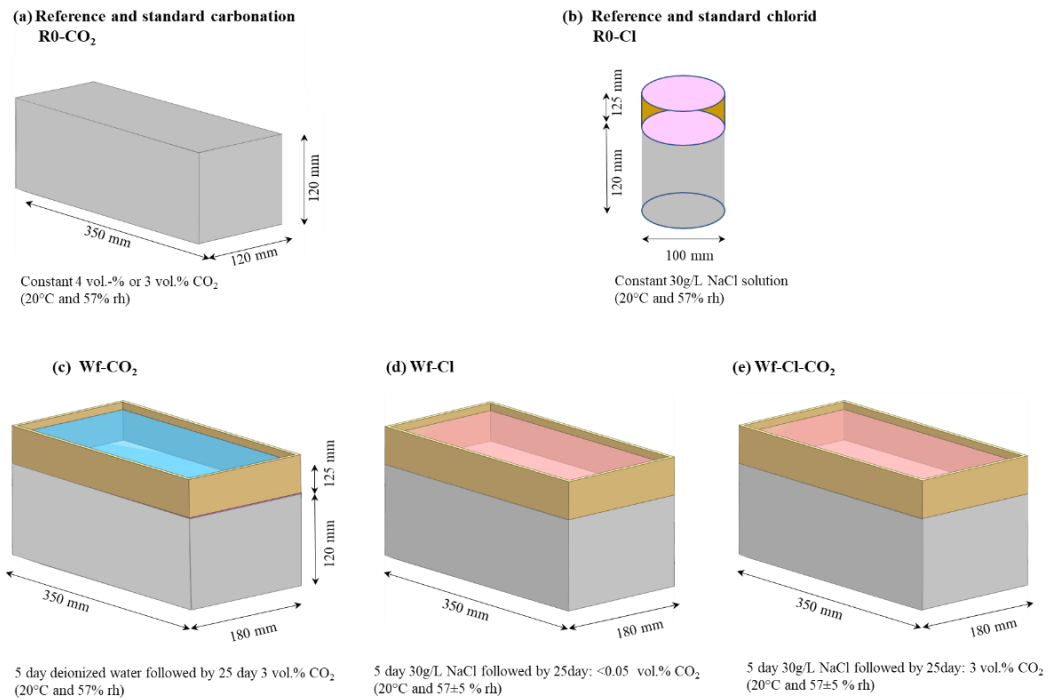 (a) Reference and standard carbonation
R0-CO₂
120 mm
350 mm
120 mm
Constant 4 vol.-% or 3 vol.% CO₂
(20°C and 57% rh)
(b) Reference and standard chlorid
R0-Cl
125 mm
120 mm
100 mm
Constant 30g/L NaCl solution
(20°C and 57% rh)
(c) Wf-CO₂
125 mm
120 mm
350 mm
180 mm
5 day deionized water followed by 25 day 3 vol.% CO₂
(20°C and 57% rh)
(d) Wf-Cl
350 mm
180 mm
5 day 30g/L NaCl followed by 25day: <0.05 vol.% CO₂
(20°C and 57±5 % rh)
(e) Wf-Cl-CO₂
350 mm
180 mm
5 day 30g/L NaCl followed by 25day: 3 vol.% CO₂
(20°C and 57±5 % rh)